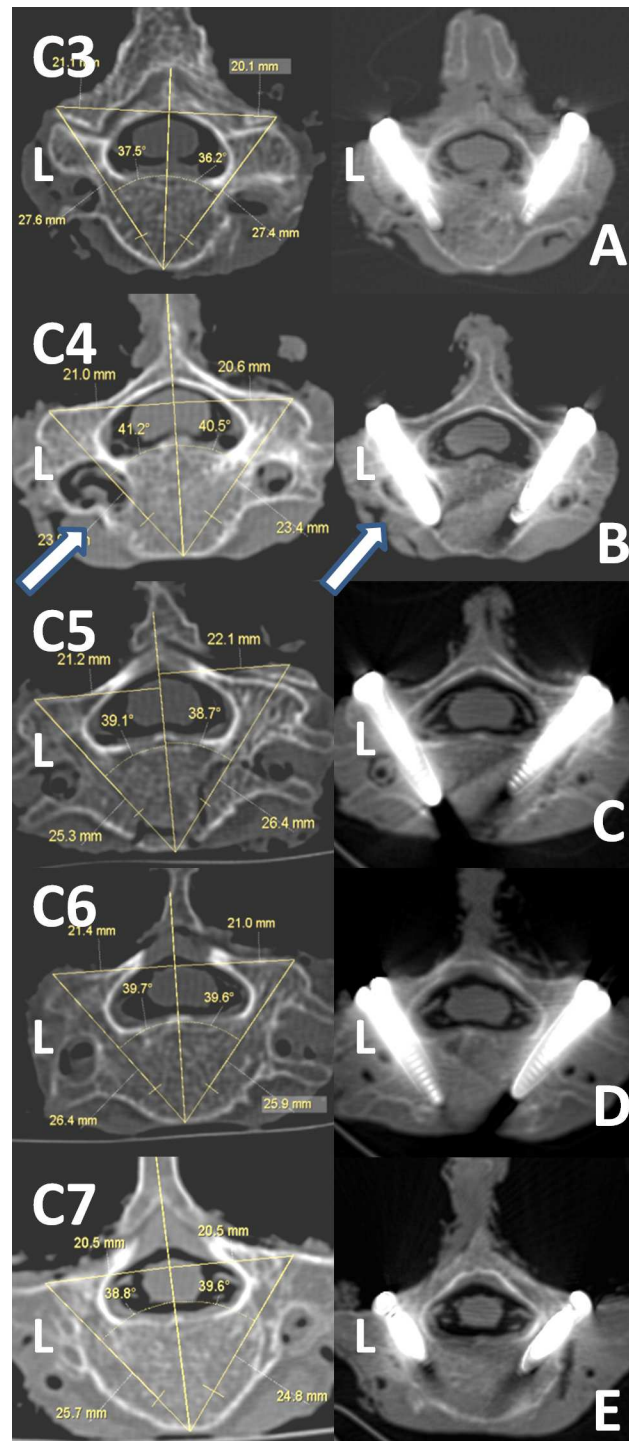 C3
21.1 mm
20.1 mm
37.5°
36.2°
L
L
27.6 mm
27.4 mm
A
C4
21.0 mm
20.6 mm
41.2°
40.5°
L
L
23.4 mm
B
C5
21.2 mm
22.1 mm
39.1°
38.7°
L
L
25.3 mm
26.4 mm
C
C6
21.4 mm
21.0 mm
39.7°
39.6°
L
L
26.4 mm
25.9 mm
D
C7
20.5 mm
20.5 mm
38.8°
39.6°
L
L
25.7 mm
24.8 mm
E